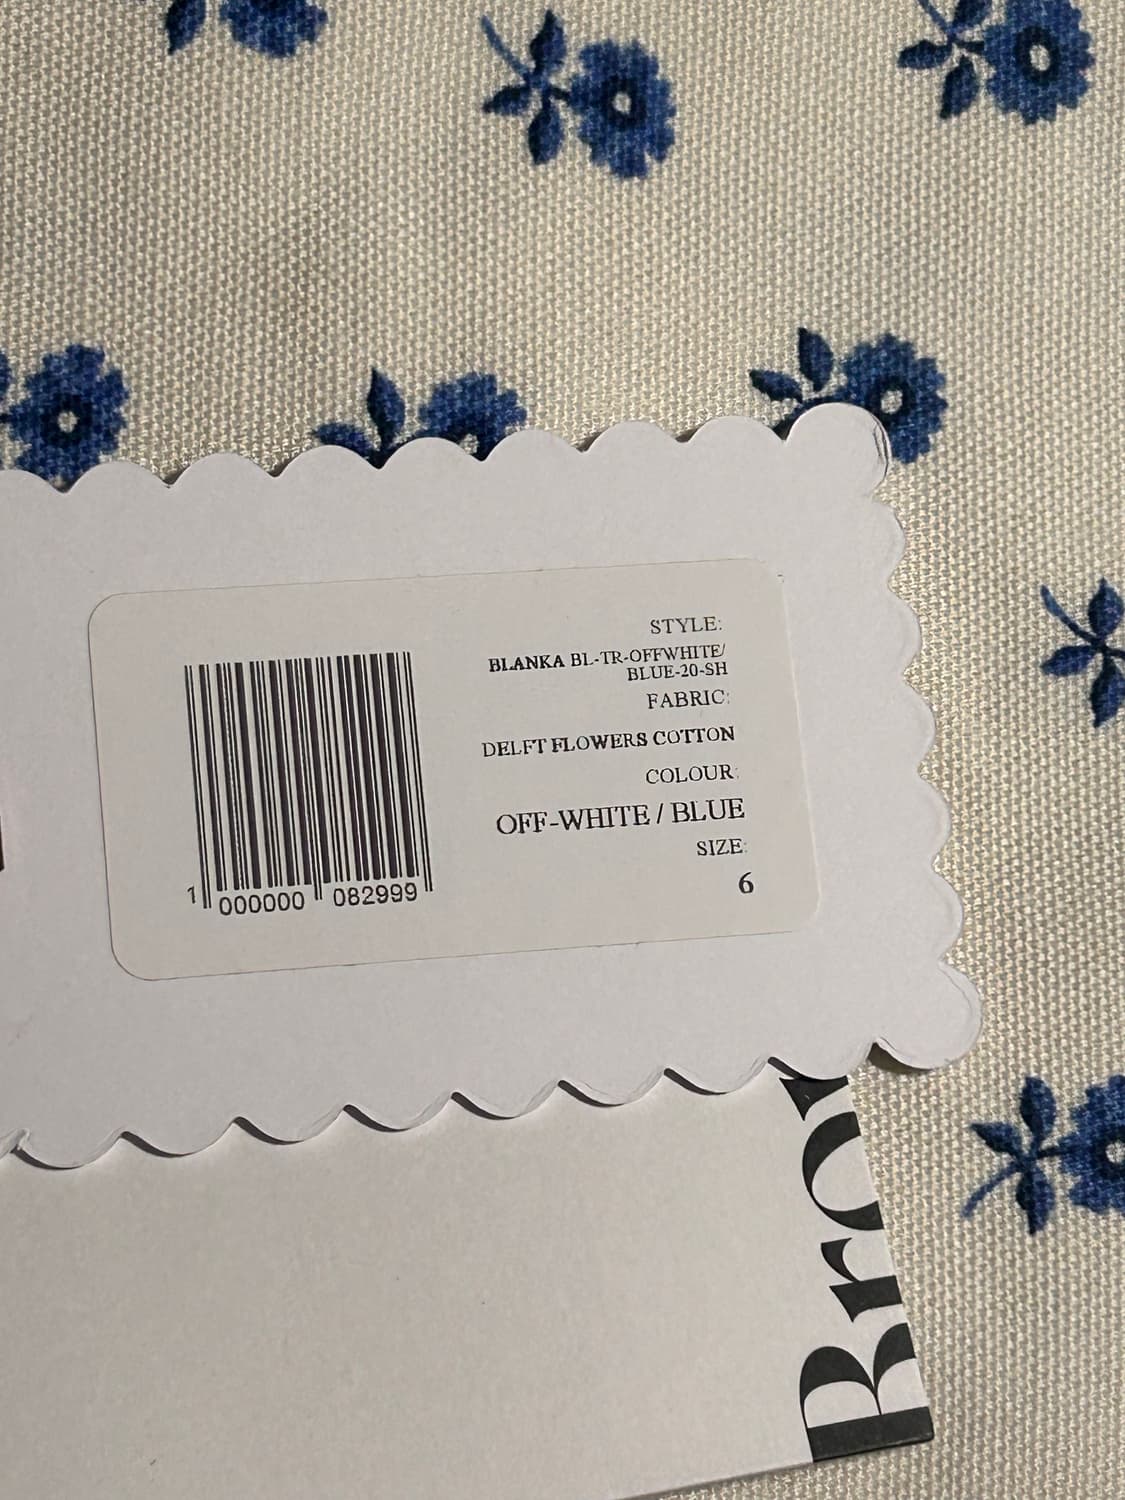 STYLE:
BLANKA BL-TR-OFFWHITE/
BLUE-20-SH
FABRIC:
DELFT FLOWERS COTTON
COLOUR:
OFF-WHITE / BLUE
SIZE:
6
1 000000 082999